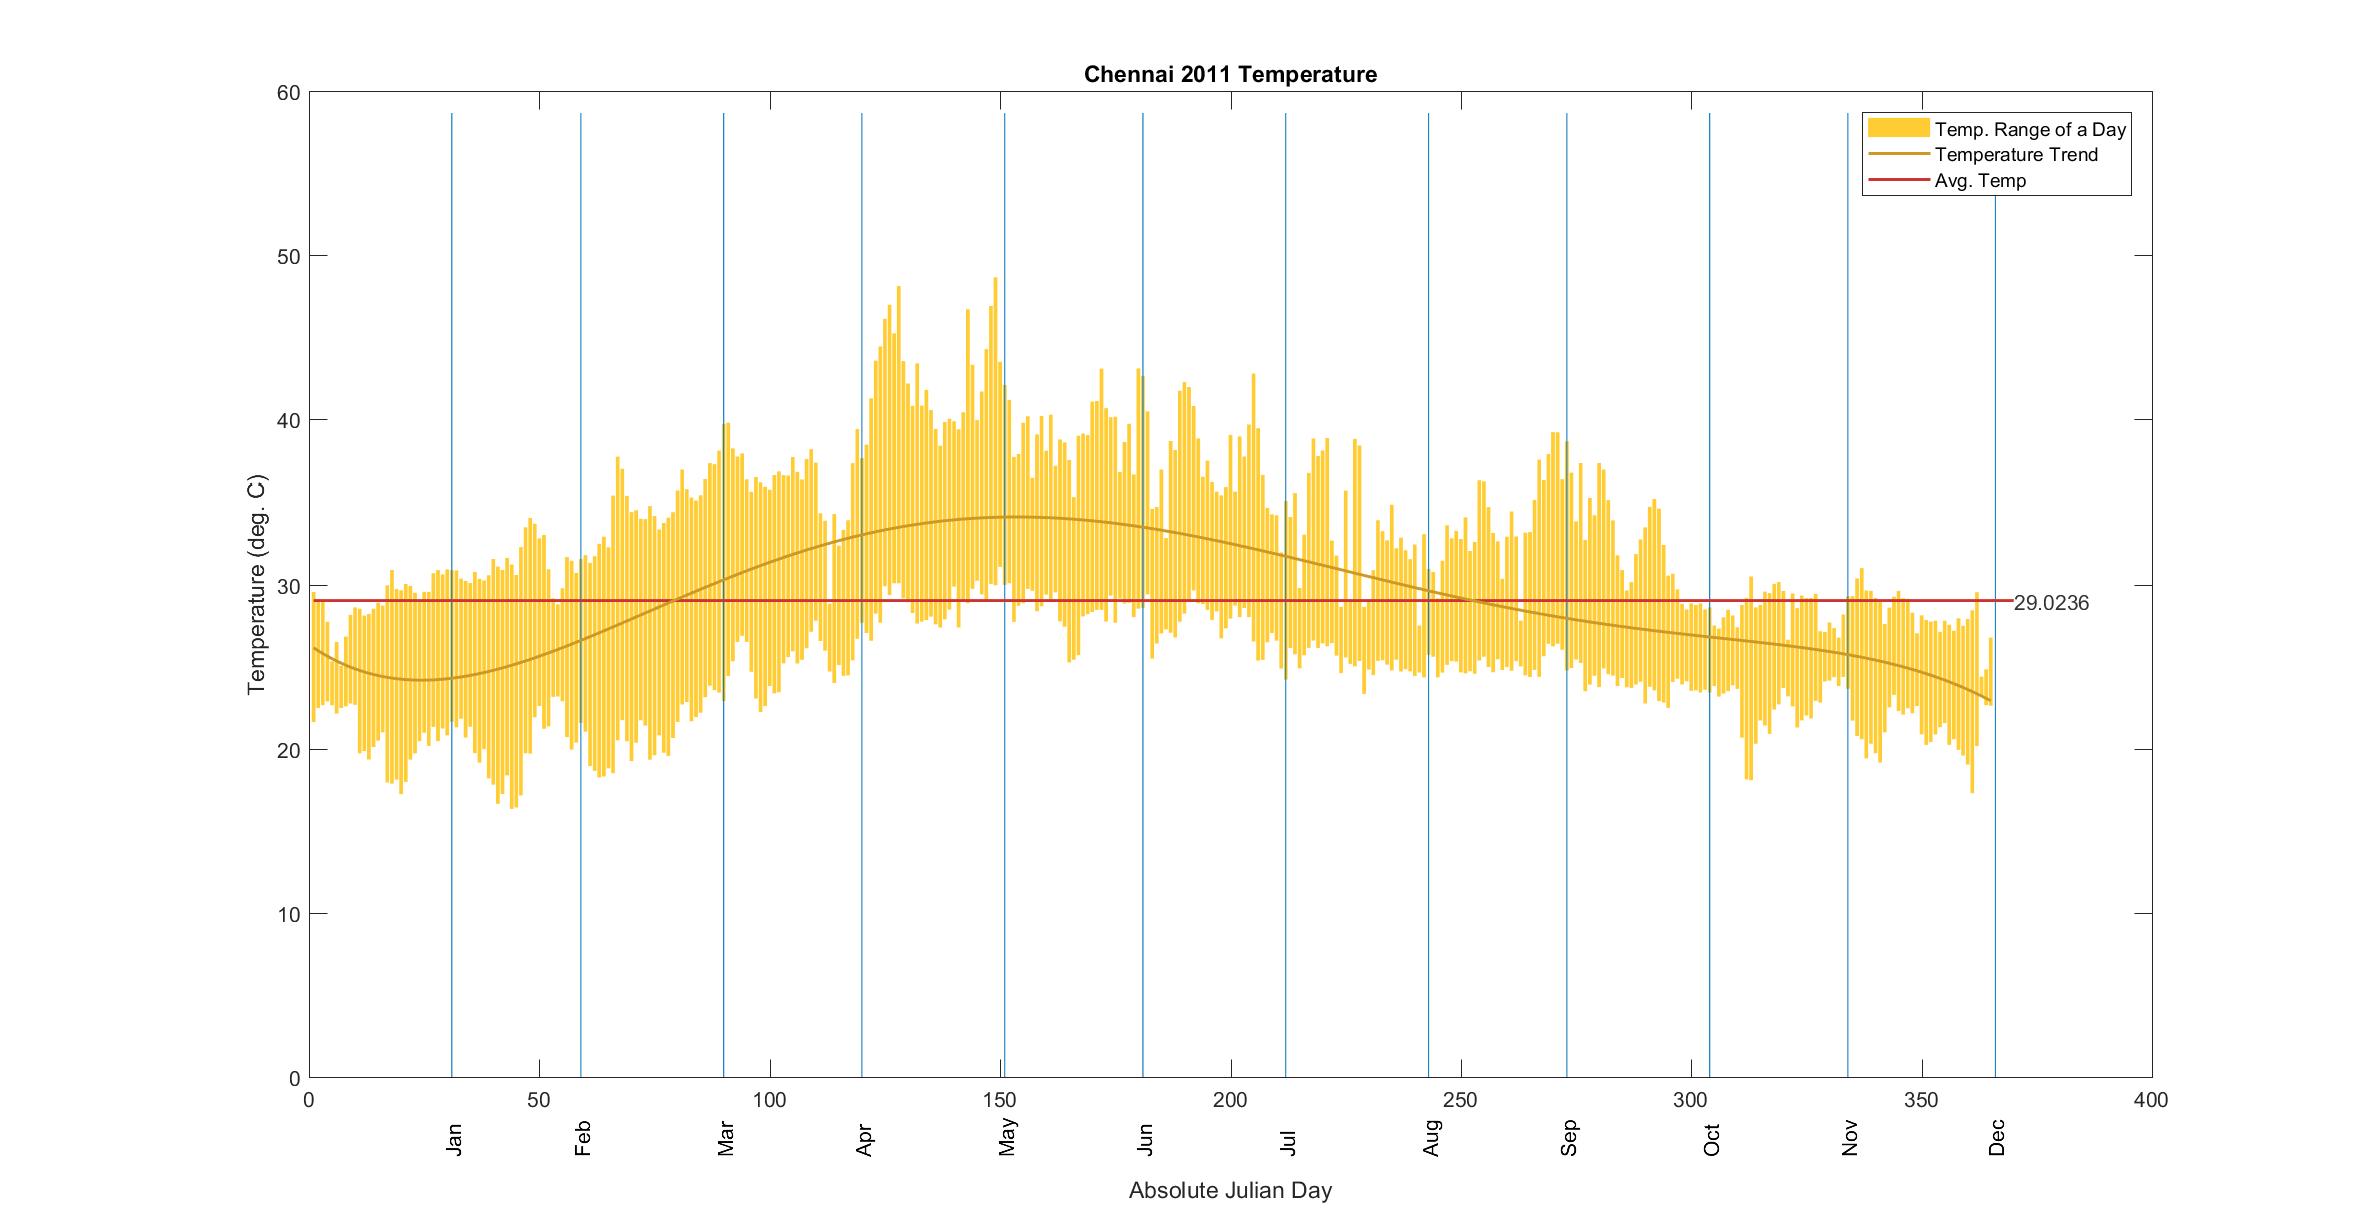 Chennai 2011 Temperature
60
50
40
30
20
10
0
Temperature (deg. C)
Temp. Range of a Day
Temperature Trend
Avg. Temp
29.0236
0 50 100 150 200 250 300 350 400
Jan Feb Mar Apr May Jun Jul Aug Sep Oct Nov Dec
Absolute Julian Day